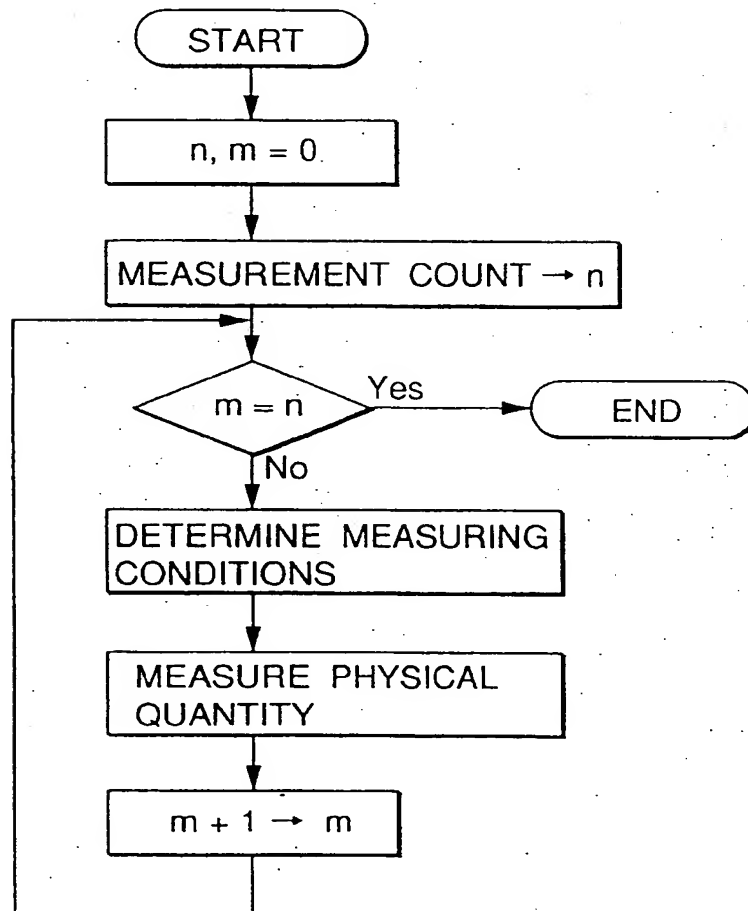 START
n, m = 0
MEASUREMENT COUNT → n
m = n
Yes
END
No
DETERMINE MEASURING
CONDITIONS
MEASURE PHYSICAL
QUANTITY
m + 1 → m